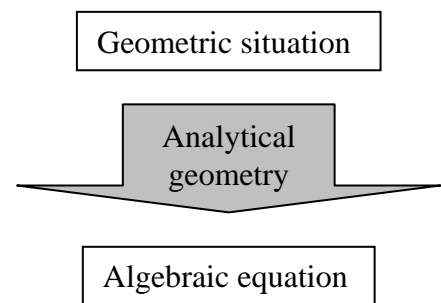 Geometric situation
Analytical
geometry
Algebraic equation